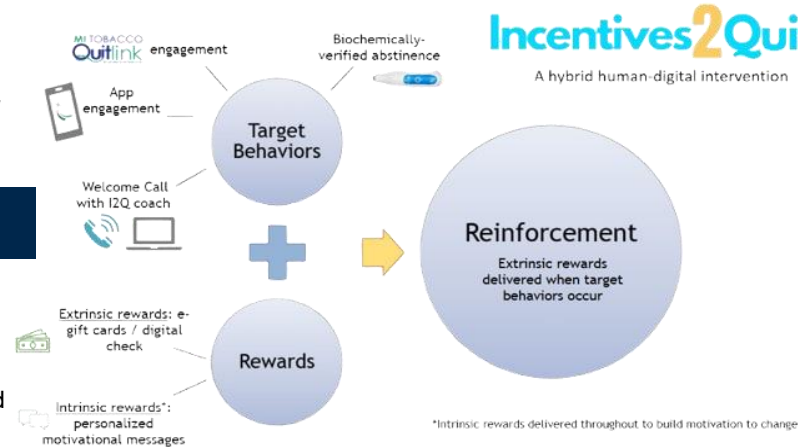 Incentives2Qui
A hybrid human-digital intervention
MI TOBACCO
Quitlink
engagement
Biochemically-
verified abstinence
App
engagement
Target
Behaviors
Welcome Call
with I2Q coach
Reinforcement
Extrinsic rewards
delivered when target
behaviors occur
Extrinsic rewards: e-
gift cards / digital
check
Rewards
Intrinsic rewards*:
personalized
motivational messages
*Intrinsic rewards delivered throughout to build motivation to change